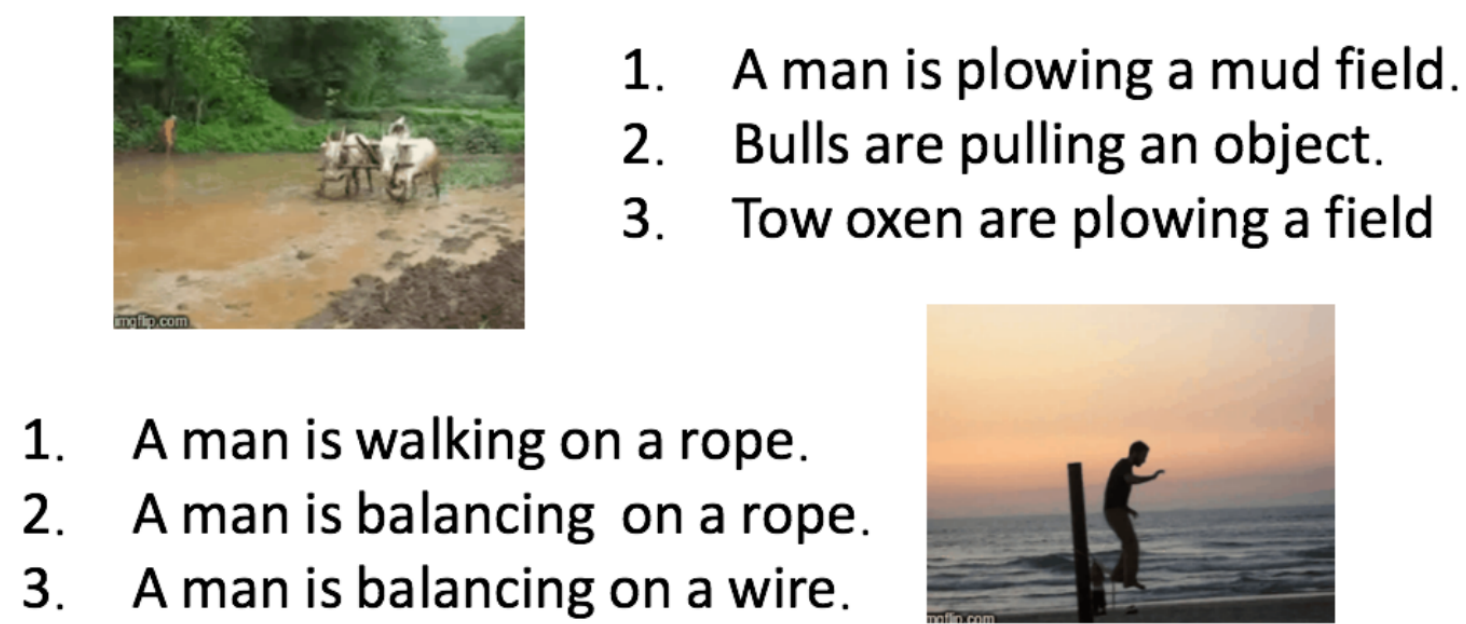 1. A man is plowing a mud field.
2. Bulls are pulling an object.
3. Tow oxen are plowing a field
imgflip.com
1. A man is walking on a rope.
2. A man is balancing on a rope.
3. A man is balancing on a wire.
imgflip.com